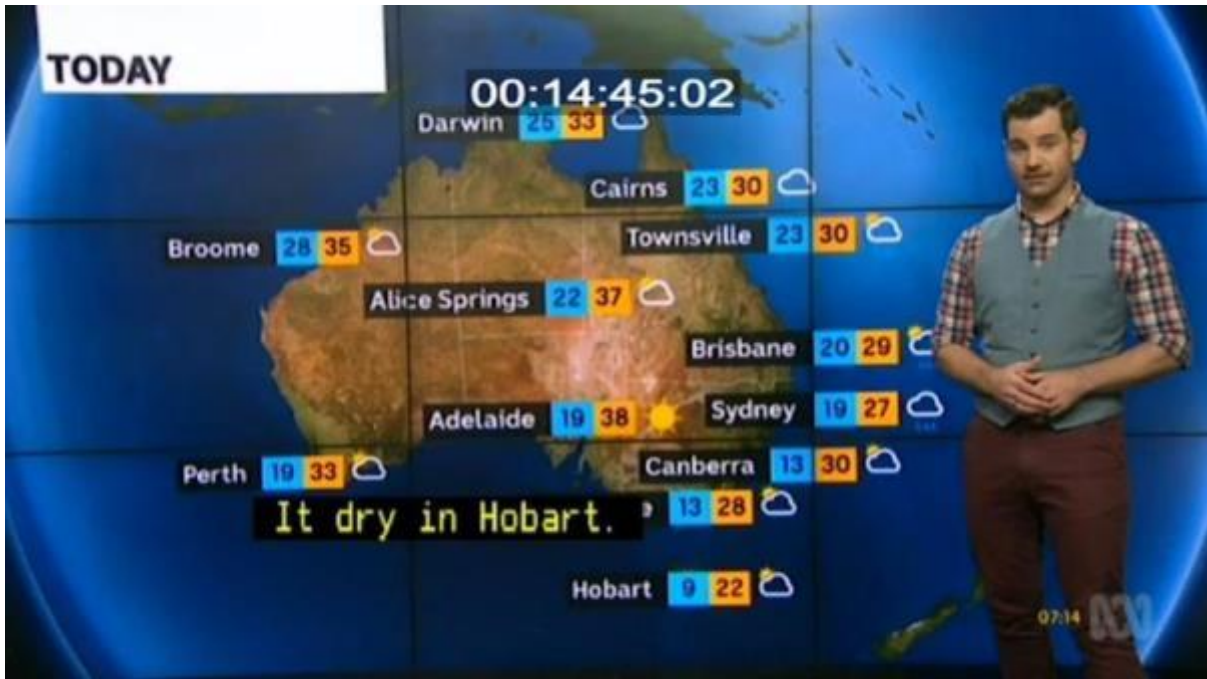 TODAY
00:14:45:02
Darwin 25 33
Cairns 23 30
Townsville 23 30
Broome 28 35
Alice Springs 22 37
Brisbane 20 29
Sydney 19 27
Adelaide 19 38
Canberra 13 30
Perth 19 33
e 13 28
It dry in Hobart.
Hobart 9 22
07:14 ABC